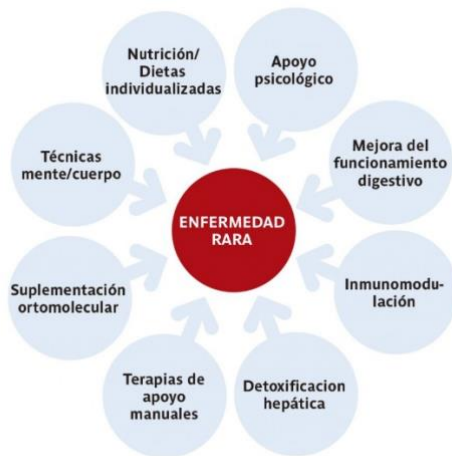 Nutrición/
Dietas
individualizadas
Apoyo
psicológico
Técnicas
mente/cuerpo
Mejora del
funcionamiento
digestivo
ENFERMEDAD
RARA
Suplementación
ortomolecular
Inmunomodu-
lación
Terapias de
apoyo
manuales
Detoxificacion
hepática